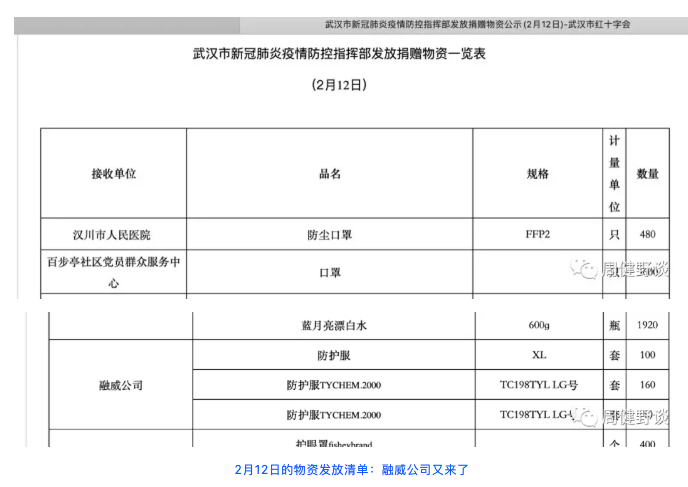 武汉市新冠肺炎疫情防控指挥部发放捐赠物资公示 (2月12日)-武汉市红十字会
武汉市新冠肺炎疫情防控指挥部发放捐赠物资一览表
(2月12日)
接收单位 品名 规格 计量单位 数量
汉川市人民医院 防尘口罩 FFP2 只 480
百步亭社区党员群众服务中
心 口罩
周健野谈
蓝月亮漂白水 600g 瓶 1920
融威公司
防护服 XL 套 100
防护服TYCHEM.2000 TC198TYL LG号 套 160
防护服TYCHEM.2000 TC198TYL LG
周健野谈
护眼罩fisheybrand 个 400
2月12日的物资发放清单：融威公司又来了